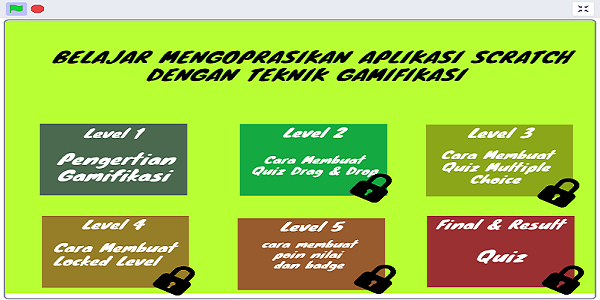 BELAJAR MENGOPRASIKAN APLIKASI SCRATCH
DENGAN TEKNIK GAMIFIKASI
Level 1
Pengertian
Gamifikasi
Level 2
Cara Membuat
Quiz Drag & Drop
Level 3
Cara Membuat
Quiz Multiple
Choice
Level 4
Cara Membuat
Locked Level
Level 5
cara membuat
poin nilai
dan badge
Final & Result
Quiz